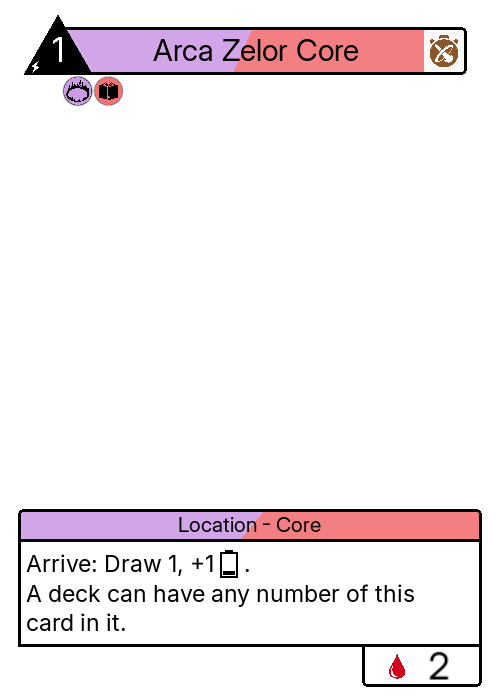 1
Arca Zelor Core
Location - Core
Arrive: Draw 1, +1 .
A deck can have any number of this
card in it.
2